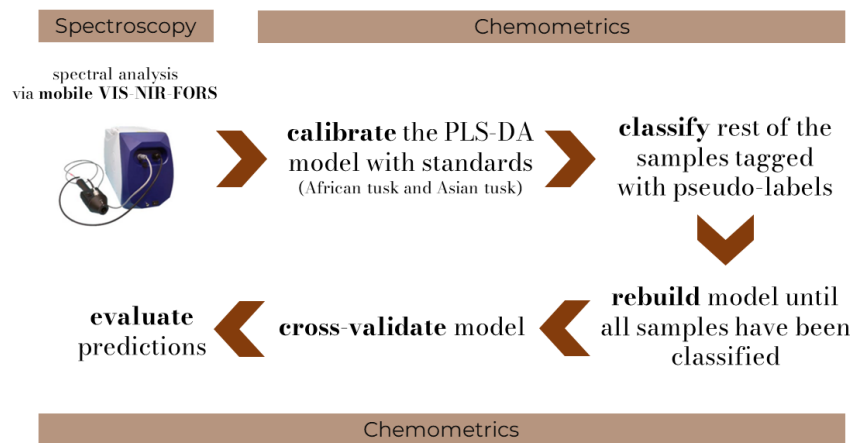 Spectroscopy
Chemometrics
spectral analysis
via mobile VIS-NIR-FORS
calibrate the PLS-DA
model with standards
(African tusk and Asian tusk)
classify rest of the
samples tagged
with pseudo-labels
rebuild model until
all samples have been
classified
cross-validate model
evaluate
predictions
Chemometrics